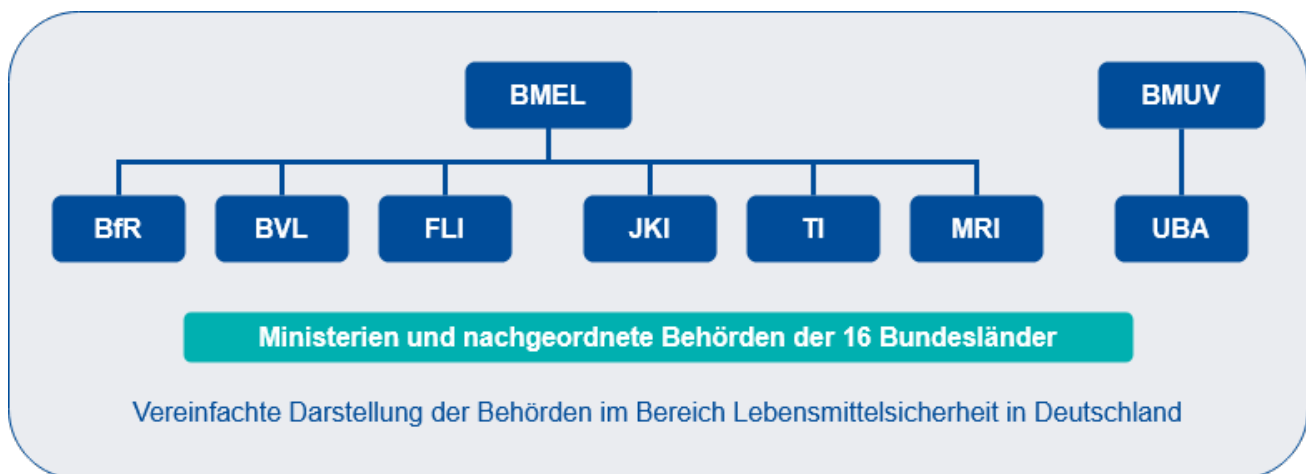 BMEL
BMUV
BfR
BVL
FLI
JKI
TI
MRI
UBA
Ministerien und nachgeordnete Behörden der 16 Bundesländer
Vereinfachte Darstellung der Behörden im Bereich Lebensmittelsicherheit in Deutschland